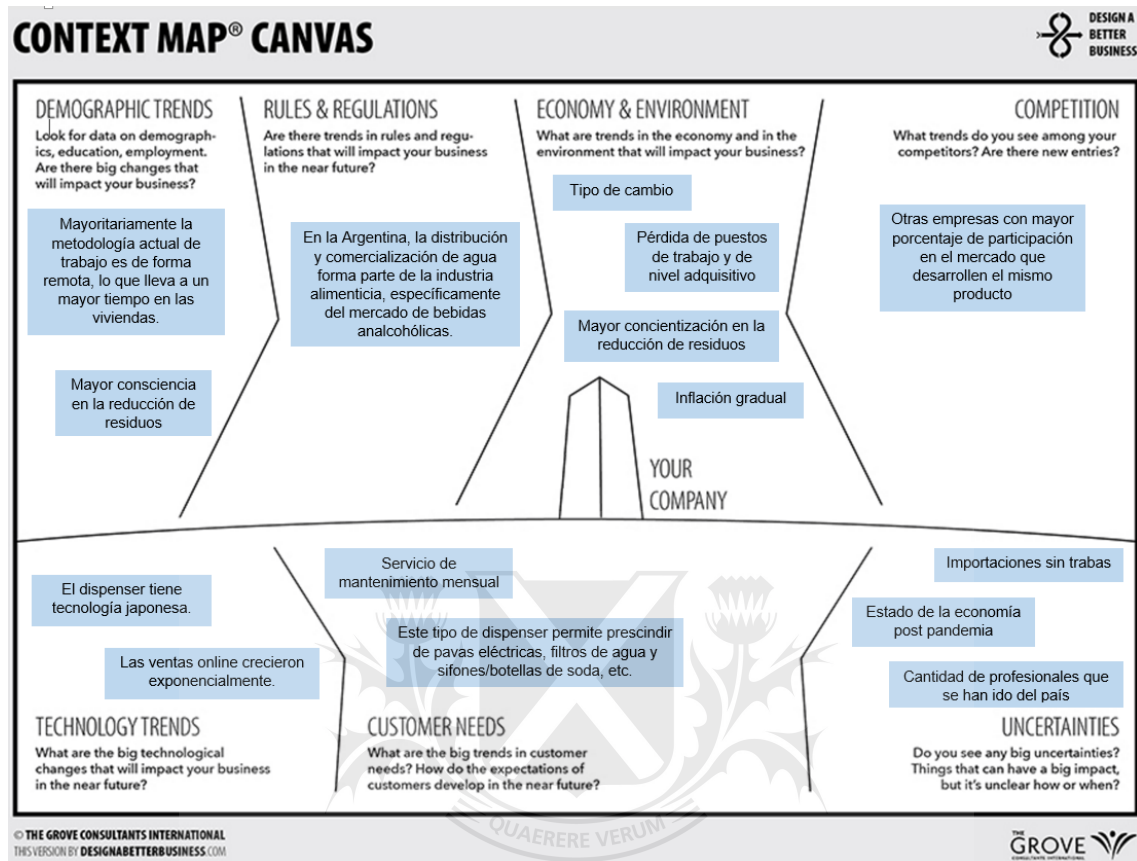 CONTEXT MAP® CANVAS
DESIGN A
BETTER
BUSINESS
DEMOGRAPHIC TRENDS
Look for data on demograph-
ics, education, employment.
Are there big changes that
will impact your business?
Mayoritariamente la
metodología actual de
trabajo es de forma
remota, lo que lleva a un
mayor tiempo en las
viviendas.
Mayor consciencia
en la reducción de
residuos
RULES & REGULATIONS
Are there trends in rules and regu-
lations that will impact your business
in the near future?
En la Argentina, la distribución
y comercialización de agua
forma parte de la industria
alimenticia, específicamente
del mercado de bebidas
analcohólicas.
ECONOMY & ENVIRONMENT
What are trends in the economy and in the
environment that will impact your business?
Tipo de cambio
Pérdida de puestos
de trabajo y de
nivel adquisitivo
Mayor concientización en la
reducción de residuos
Inflación gradual
COMPETITION
What trends do you see among your
competitors? Are there new entries?
Otras empresas con mayor
porcentaje de participación
en el mercado que
desarrollen el mismo
producto
YOUR
COMPANY
El dispenser tiene
tecnología japonesa.
Las ventas online crecieron
exponencialmente.
TECHNOLOGY TRENDS
What are the big technological
changes that will impact your business
in the near future?
Servicio de
mantenimiento mensual
Este tipo de dispenser permite prescindir
de pavas eléctricas, filtros de agua y
sifones/botellas de soda, etc.
CUSTOMER NEEDS
What are the big trends in customer
needs? How do the expectations of
customers develop in the near future?
Importaciones sin trabas
Estado de la economía
post pandemia
Cantidad de profesionales que
se han ido del país
UNCERTAINTIES
Do you see any big uncertainties?
Things that can have a big impact,
but it's unclear how or when?
QUAERERE VERUM
© THE GROVE CONSULTANTS INTERNATIONAL
THIS VERSION BY DESIGNABETTERBUSINESS.COM
THE
GROVE
CONSULTANTS INTERNATIONAL